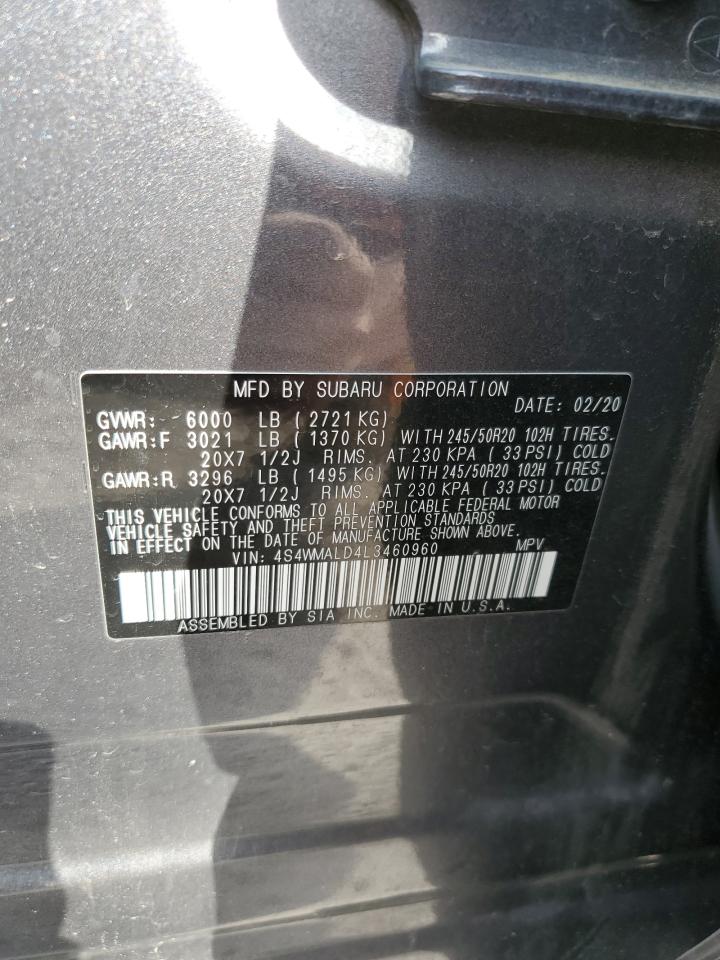 MFD BY SUBARU CORPORATION
DATE: 02/20
GVWR: 6000 LB ( 2721 KG)
GAWR:F 3021 LB ( 1370 KG) WITH 245/50R20 102H TIRES.
20X7 1/2J RIMS. AT 230 KPA ( 33 PSI) COLD
GAWR:R 3296 LB ( 1495 KG) WITH 245/50R20 102H TIRES.
20X7 1/2J RIMS. AT 230 KPA ( 33 PSI) COLD
THIS VEHICLE CONFORMS TO ALL APPLICABLE FEDERAL MOTOR
VEHICLE SAFETY AND THEFT PREVENTION STANDARDS
IN EFFECT ON THE DATE OF MANUFACTURE SHOWN ABOVE.
VIN: 4S4WMALD4L3460960 MPV
ASSEMBLED BY SIA INC. MADE IN U.S.A.